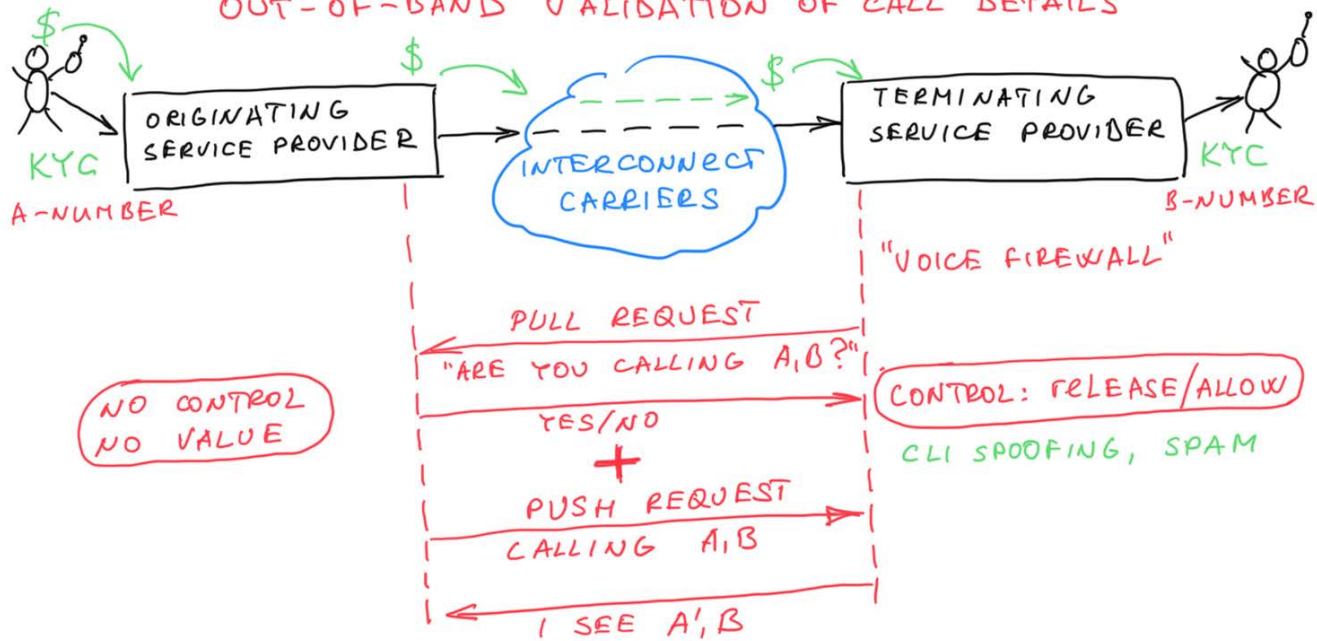 OUT-OF-BAND VALIDATION OF CALL DETAILS
$
$
$
ORIGINATING
SERVICE PROVIDER
TERMINATING
SERVICE PROVIDER
INTERCONNECT
CARRIERS
KYC
KYC
A-NUMBER
B-NUMBER
"VOICE FIREWALL"
PULL REQUEST
"ARE YOU CALLING A,B?"
NO CONTROL
NO VALUE
CONTROL: RELEASE/ALLOW
YES/NO
CLI SPOOFING, SPAM
+
PUSH REQUEST
CALLING A,B
I SEE A',B